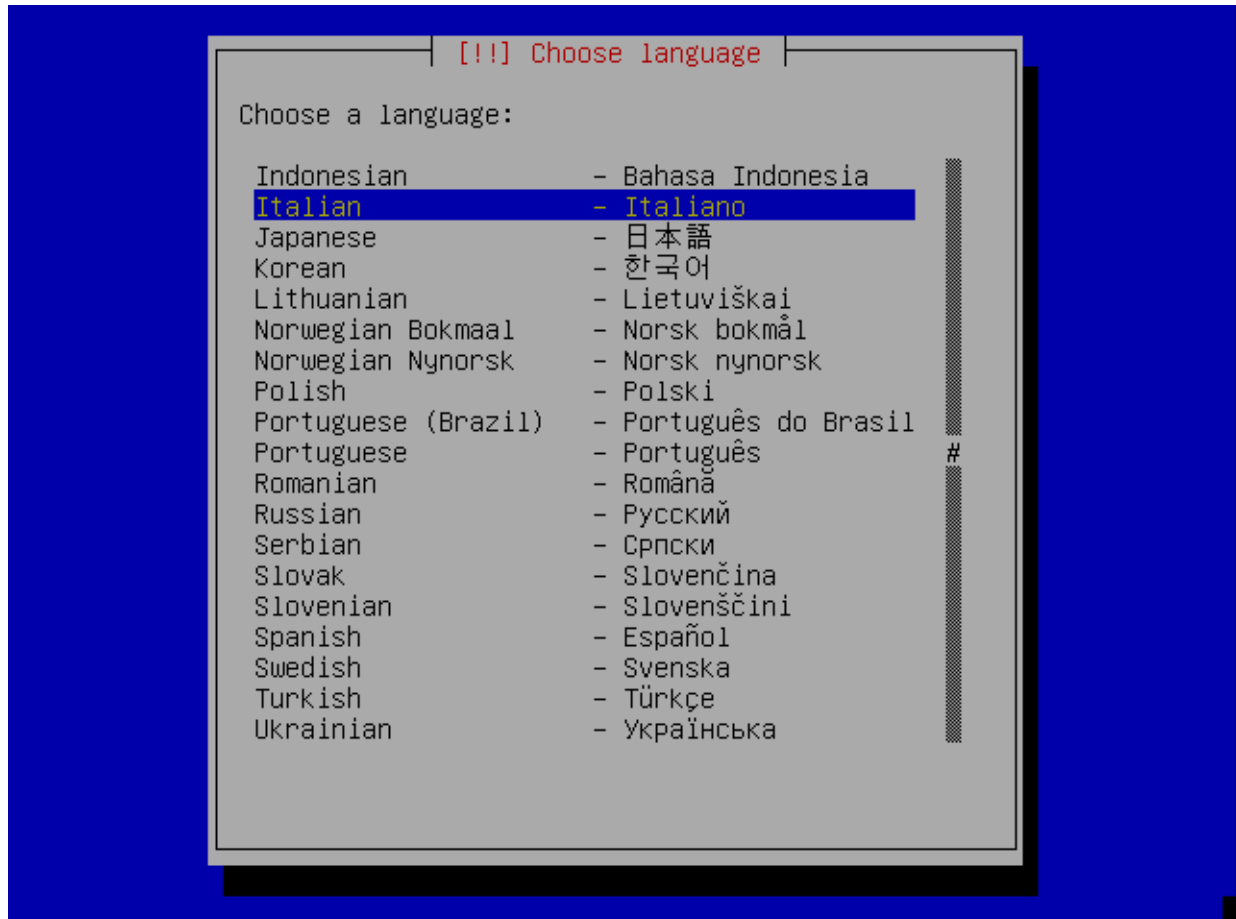 [!!] Choose language
Choose a language:
Indonesian - Bahasa Indonesia
Italian - Italiano
Japanese - 日本語
Korean - 한국어
Lithuanian - Lietuviškai
Norwegian Bokmaal - Norsk bokmål
Norwegian Nynorsk - Norsk nynorsk
Polish - Polski
Portuguese (Brazil) - Português do Brasil
Portuguese - Português #
Romanian - Română
Russian - Русский
Serbian - Српски
Slovak - Slovenčina
Slovenian - Slovenščini
Spanish - Español
Swedish - Svenska
Turkish - Türkçe
Ukrainian - Українська